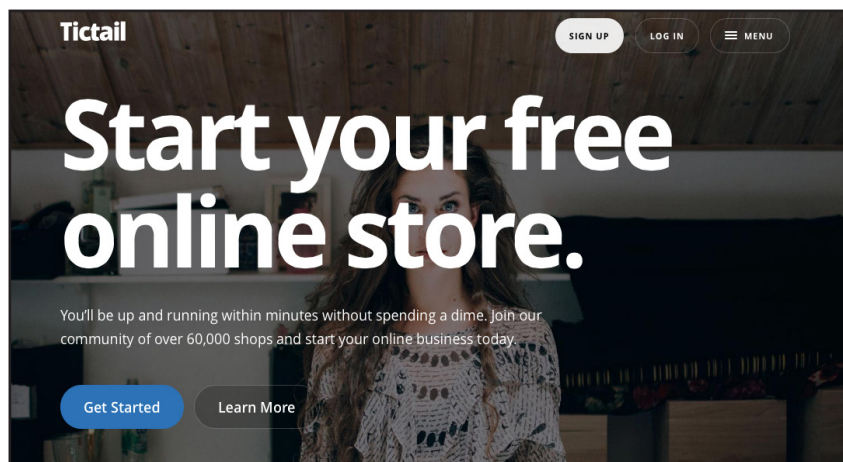 Tictail
SIGN UP
LOG IN
MENU
Start your free
online store.
You'll be up and running within minutes without spending a dime. Join our
community of over 60,000 shops and start your online business today.
Get Started
Learn More